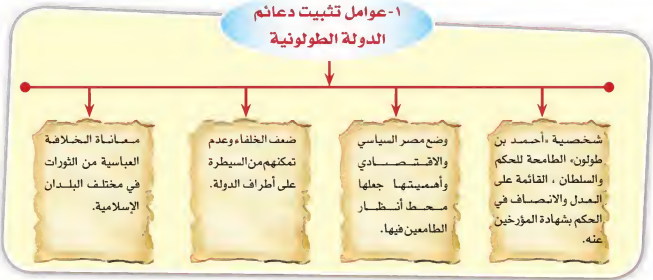 ١-عوامل تثبيت دعائم
الدولة الطولونية
شخصية «أحمد بن
طولون» الطامحة للحكم
والسلطان ، القائمة على
العدل والانصاف في
الحكم بشهادة المؤرخين
عنه.
وضع مصر السياسي
والاقتصادي
وأهميتها جعلها
محط أنظار
الطامعين فيها.
ضعف الخلفاء وعدم
تمكنهم من السيطرة
على أطراف الدولة.
معاناة الخلافة
العباسية من الثورات
في مختلف البلدان
الإسلامية.